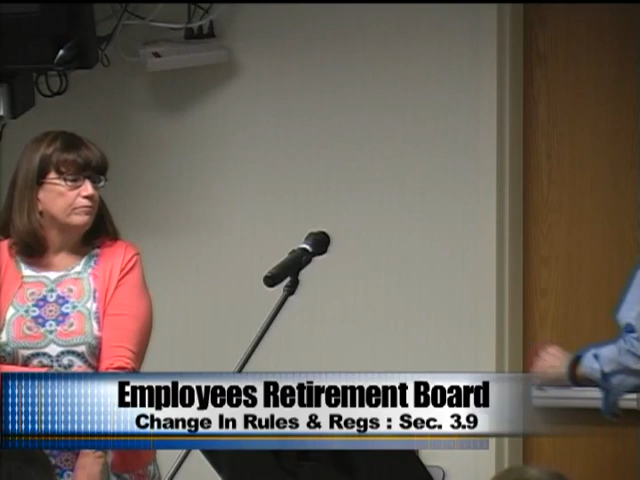 Employees Retirement Board
Change In Rules & Regs : Sec. 3.9